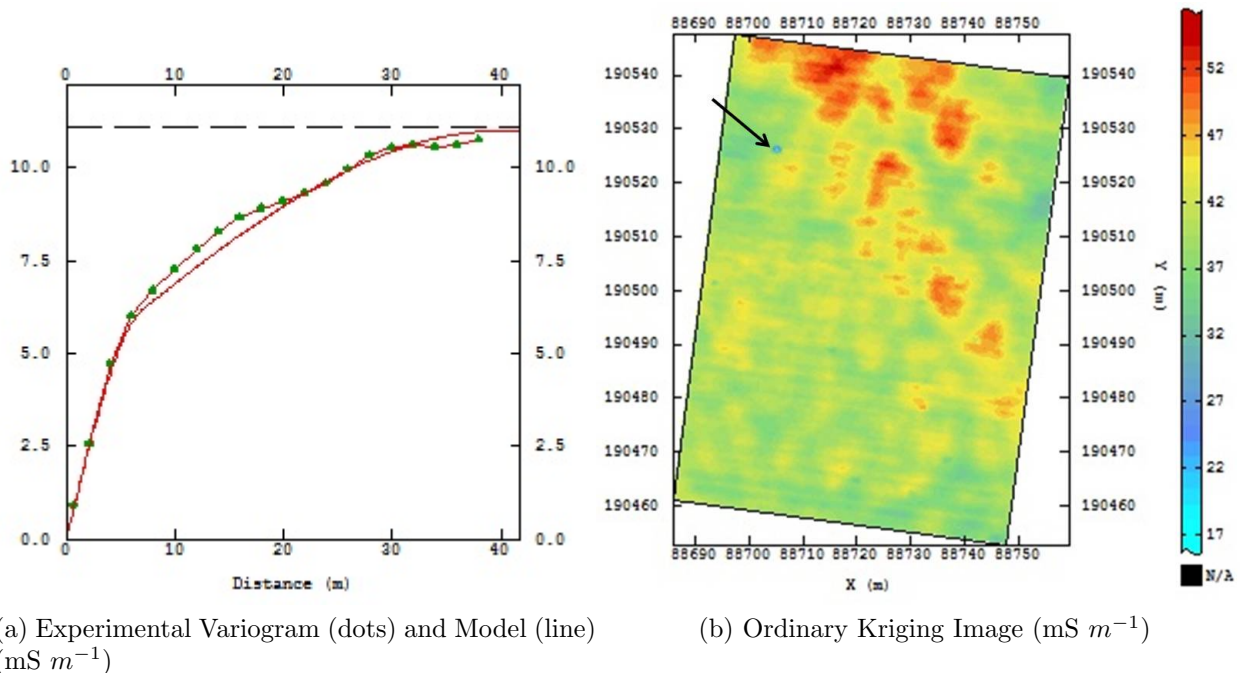 0 10 20 30 40
10.0 10.0
7.5 7.5
5.0 5.0
2.5 2.5
0.0 0.0
0 10 20 30 40
Distance (m)
88690 88700 88710 88720 88730 88740 88750
190540 190540
190530 190530
190520 190520
190510 190510
190500 190500
190490 190490
190480 190480
190470 190470
190460 190460
Y (m)
88690 88700 88710 88720 88730 88740 88750
X (m)
52
47
42
37
32
27
22
17
N/A
(a) Experimental Variogram (dots) and Model (line)
(mS m−1)
(b) Ordinary Kriging Image (mS m−1)